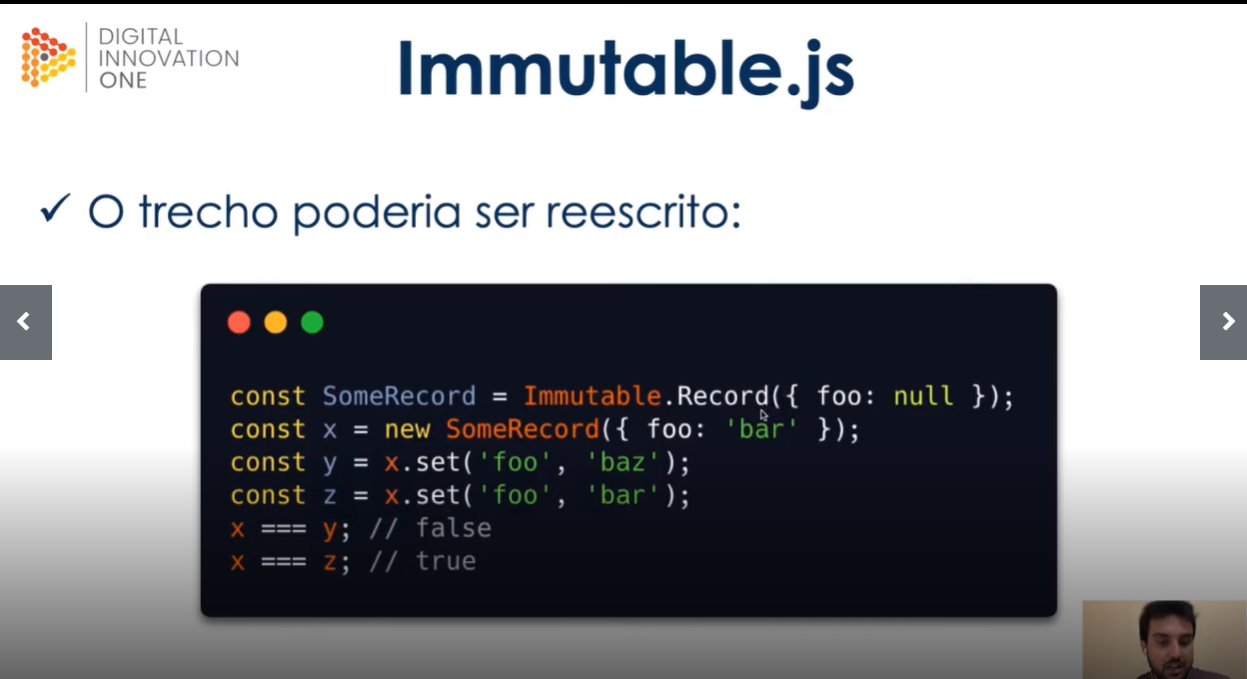 DIGITAL
INNOVATION
ONE
Immutable.js
✓ O trecho poderia ser reescrito:
const SomeRecord = Immutable.Record({ foo: null });
const x = new SomeRecord({ foo: 'bar' });
const y = x.set('foo', 'baz');
const z = x.set('foo', 'bar');
x === y; // false
x === z; // true